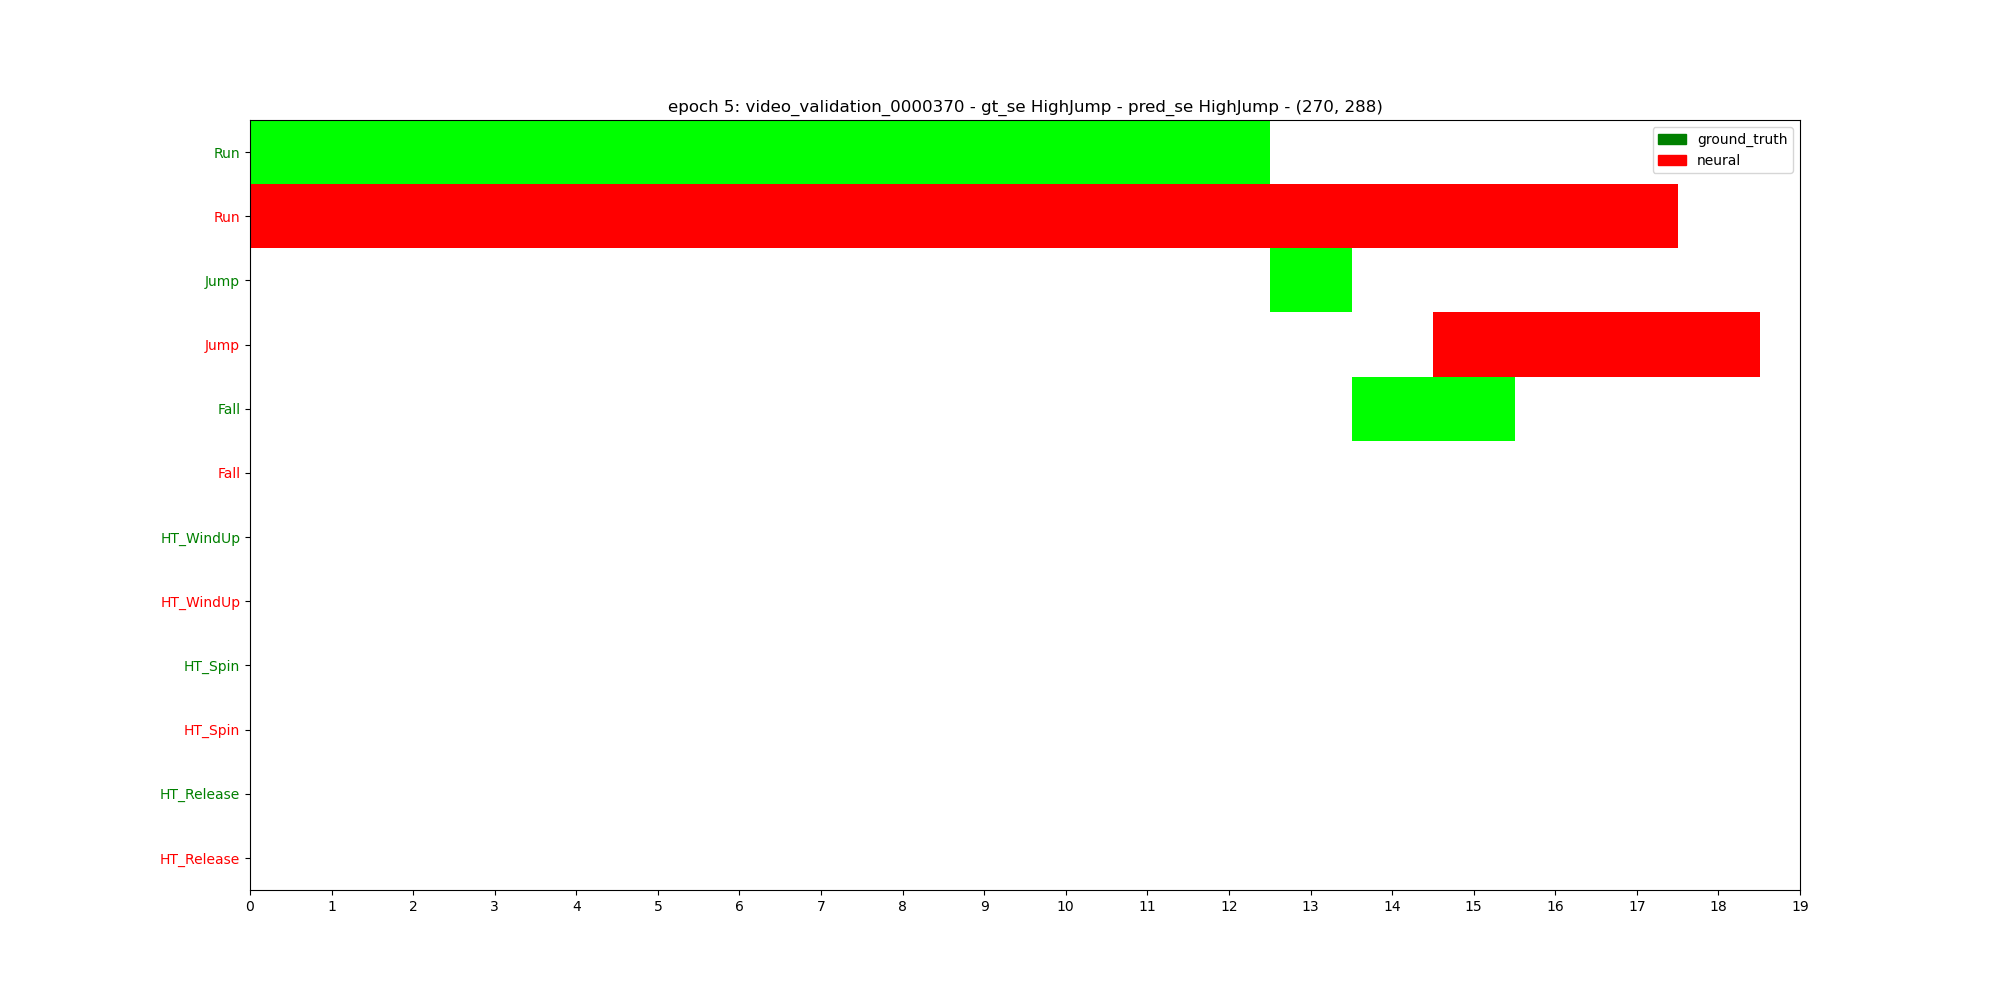 epoch 5: video_validation_0000370 - gt_se HighJump - pred_se HighJump - (270, 288)
ground_truth
neural
Run
Run
Jump
Jump
Fall
Fall
HT_WindUp
HT_WindUp
HT_Spin
HT_Spin
HT_Release
HT_Release
0 1 2 3 4 5 6 7 8 9 10 11 12 13 14 15 16 17 18 19